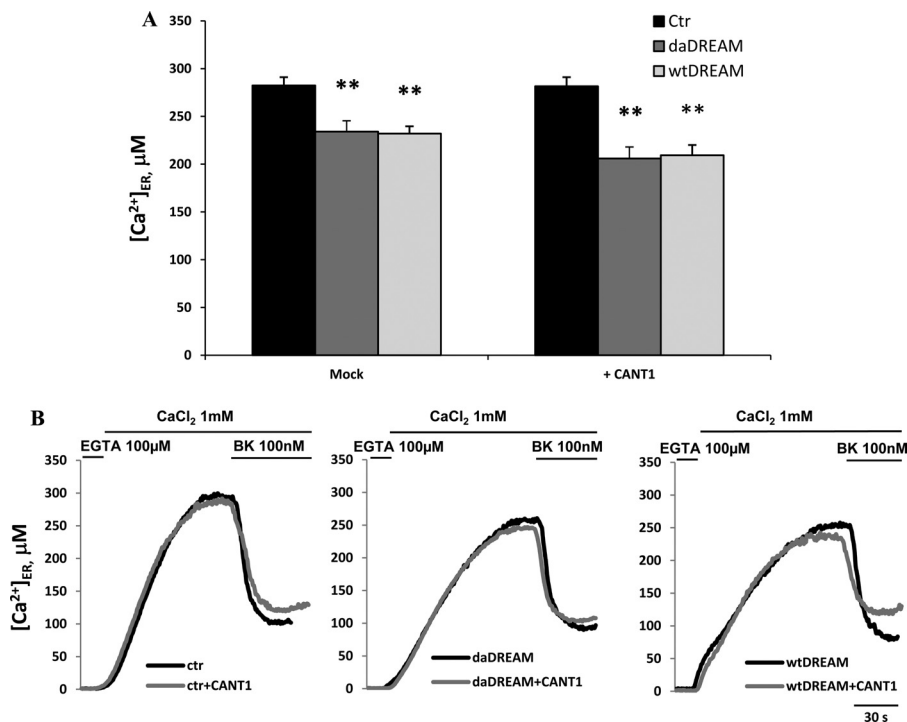 A
350
300
250
200
150
100
50
0
[Ca²⁺]ER, µM
Ctr
daDREAM
wtDREAM
** **
** **
Mock
+ CANT1
B
CaCl₂ 1mM
EGTA 100µM
BK 100nM
350
300
250
200
150
100
50
0
[Ca²⁺]ER, µM
ctr
ctr+CANT1
CaCl₂ 1mM
EGTA 100µM
BK 100nM
350
300
250
200
150
100
50
0
daDREAM
daDREAM+CANT1
CaCl₂ 1mM
EGTA 100µM
BK 100nM
350
300
250
200
150
100
50
0
wtDREAM
wtDREAM+CANT1
30 s